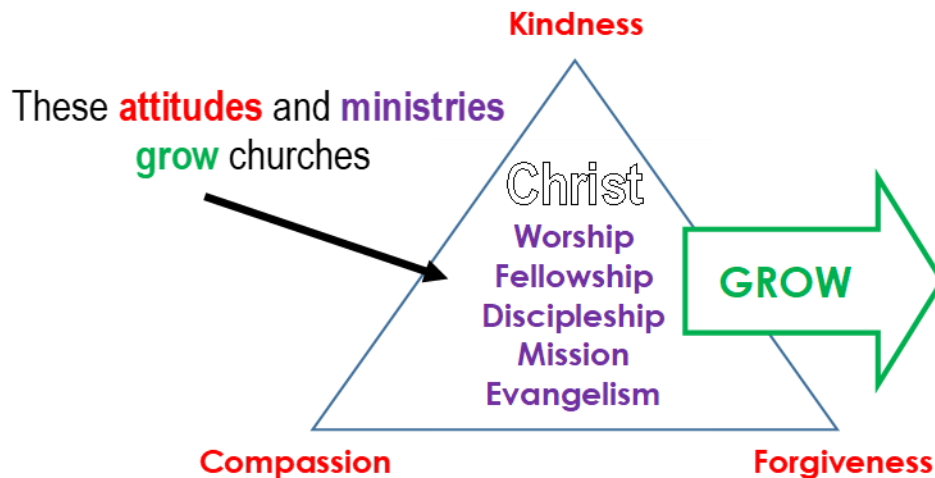 Kindness
These attitudes and ministries
grow churches
Christ
Worship
Fellowship
Discipleship
Mission
Evangelism
GROW
Compassion
Forgiveness